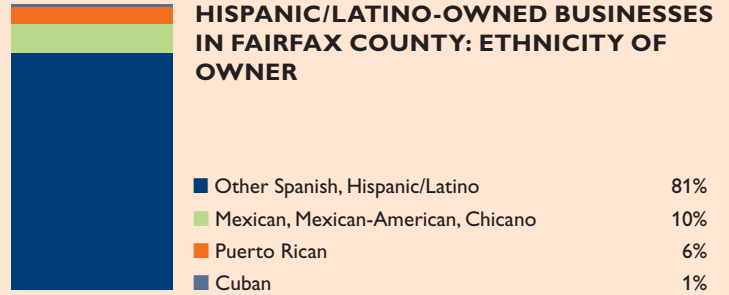 HISPANIC/LATINO-OWNED BUSINESSES
IN FAIRFAX COUNTY: ETHNICITY OF
OWNER
Other Spanish, Hispanic/Latino 81%
Mexican, Mexican-American, Chicano 10%
Puerto Rican 6%
Cuban 1%